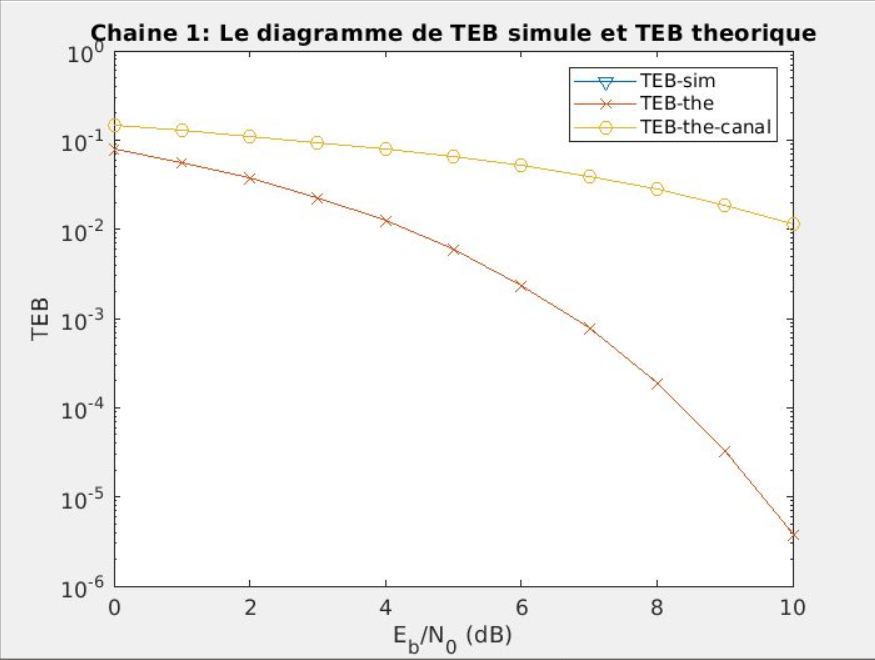 Chaine 1: Le diagramme de TEB simule et TEB theorique
10^0
TEB-sim
TEB-the
TEB-the-canal
10^-1
10^-2
10^-3
10^-4
10^-5
10^-6
TEB
0 2 4 6 8 10
E_b/N_0 (dB)